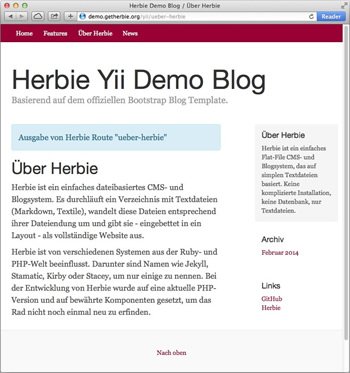 Herbie Demo Blog / Über Herbie
demo.getherbie.org/yii/ueber-herbie
Reader
Home Features Über Herbie News
Herbie Yii Demo Blog
Basierend auf dem offiziellen Bootstrap Blog Template.
Ausgabe von Herbie Route "ueber-herbie"
Über Herbie
Herbie ist ein einfaches dateibasiertes CMS- und
Blogsystem. Es durchläuft ein Verzeichnis mit Textdateien
(Markdown, Textile), wandelt diese Dateien entsprechend
ihrer Dateiendung um und gibt sie - eingebettet in ein
Layout - als vollständige Website aus.
Herbie ist von verschiedenen Systemen aus der Ruby- und
PHP-Welt beeinflusst. Darunter sind Namen wie Jekyll,
Stamatic, Kirby oder Stacey, um nur einige zu nennen. Bei
der Entwicklung von Herbie wurde auf eine aktuelle PHP-
Version und auf bewährte Komponenten gesetzt, um das
Rad nicht noch einmal neu zu erfinden.
Über Herbie
Herbie ist ein einfaches
Flat-File CMS- und
Blogsystem, das auf
simplen Textdateien
basiert. Keine
komplizierte Installation,
keine Datenbank, nur
Textdateien.
Archiv
Februar 2014
Links
GitHub
Herbie
Nach oben